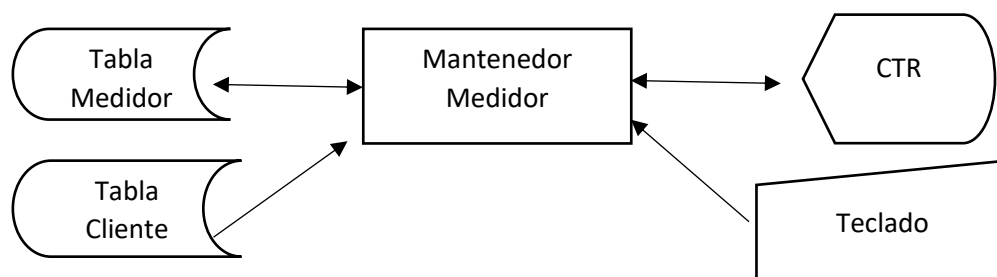 Tabla
Medidor
Mantenedor
Medidor
CTR
Tabla
Cliente
Teclado